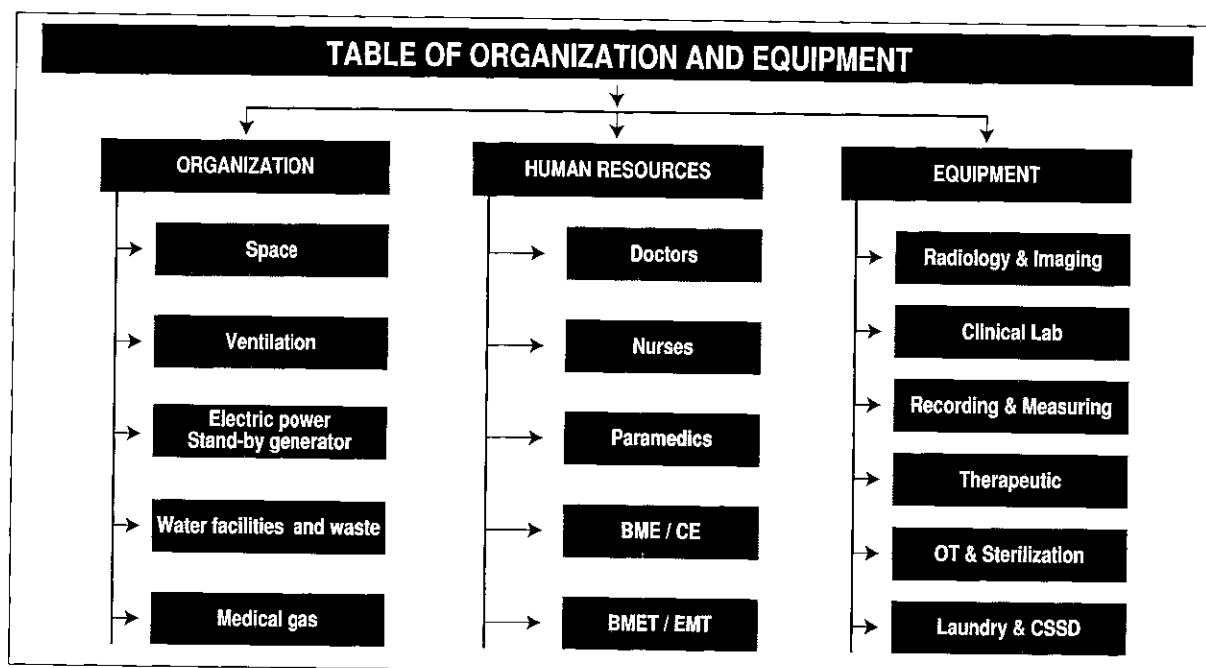 TABLE OF ORGANIZATION AND EQUIPMENT
ORGANIZATION
Space
Ventilation
Electric power
Stand-by generator
Water facilities and waste
Medical gas
HUMAN RESOURCES
Doctors
Nurses
Paramedics
BME / CE
BMET / EMT
EQUIPMENT
Radiology & Imaging
Clinical Lab
Recording & Measuring
Therapeutic
OT & Sterilization
Laundry & CSSD